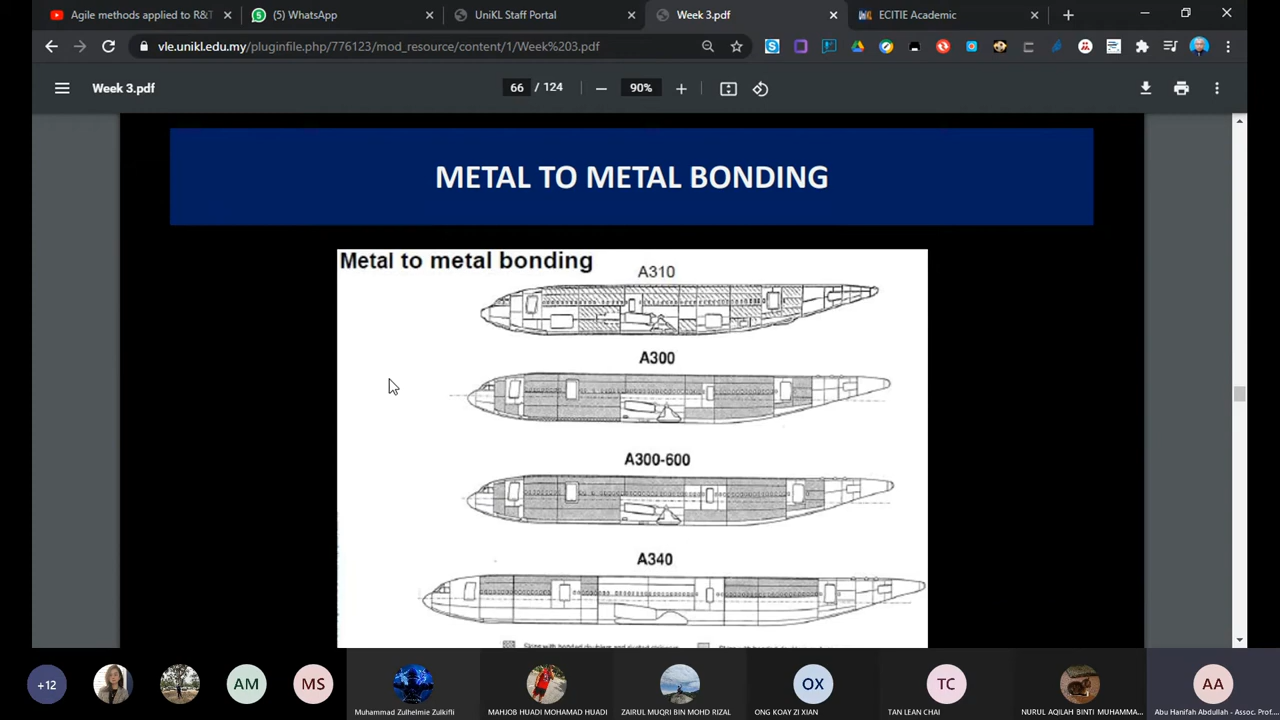 Agile methods applied to R&T
(5) WhatsApp
UniKL Staff Portal
Week 3.pdf
ECITIE Academic
vle.unikl.edu.my/pluginfile.php/776123/mod_resource/content/1/Week%203.pdf
Week 3.pdf
66 / 124
90%
METAL TO METAL BONDING
Metal to metal bonding
A310
A300
A300-600
A340
+12
AM
MS
OX
TC
AA
Muhammad Zulhelmie Zulkifli
MAHJOB HUADI MOHAMAD HUADI
ZAIRUL MUQRI BIN MOHD RIZAL
ONG KOAY ZI XIAN
TAN LEAN CHAI
NURUL AQILAH BINTI MUHAMMA...
Abu Hanifah Abdullah - Assoc. Prof...